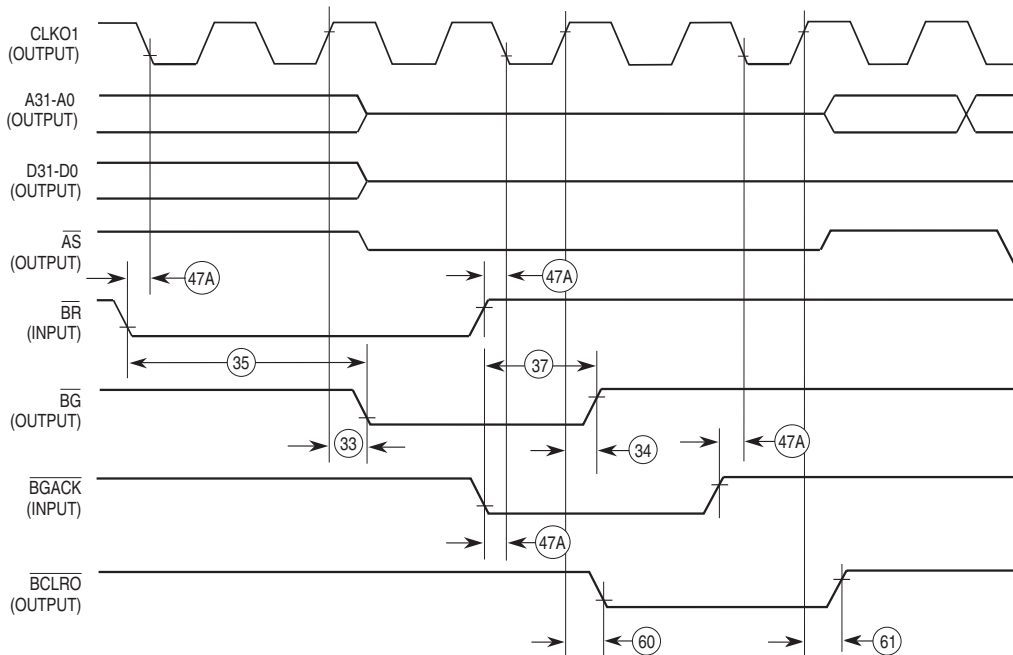 CLKO1
(OUTPUT)
A31-A0
(OUTPUT)
D31-D0
(OUTPUT)
AS
(OUTPUT)
47A
47A
BR
(INPUT)
35
37
BG
(OUTPUT)
33
34
47A
BGACK
(INPUT)
47A
BCLRO
(OUTPUT)
60
61